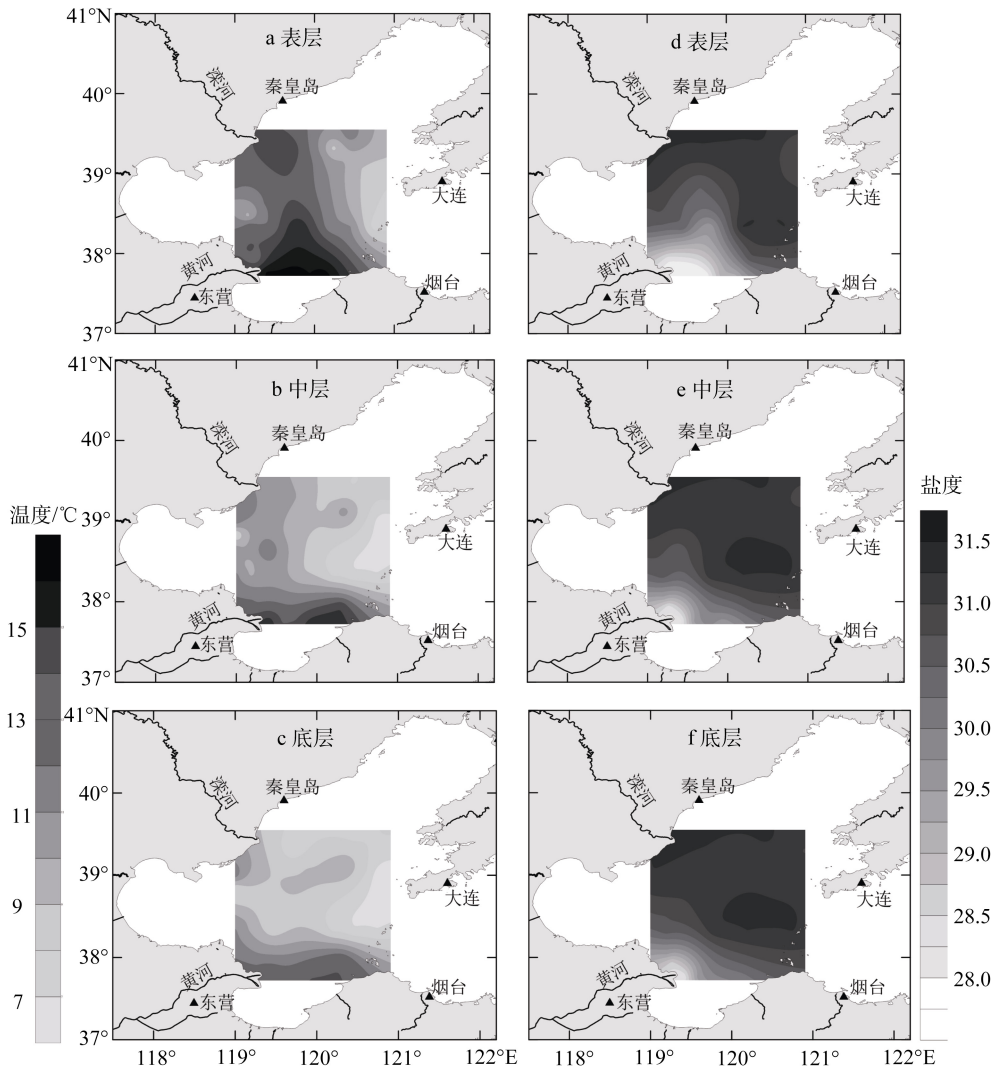 41°N
40°
39°
38°
37°
a 表层
滦河
秦皇岛
大连
黄河
东营
烟台
d 表层
滦河
秦皇岛
大连
黄河
东营
烟台
41°N
40°
39°
38°
37°
b 中层
滦河
秦皇岛
大连
黄河
东营
烟台
e 中层
滦河
秦皇岛
大连
黄河
东营
烟台
41°N
40°
39°
38°
37°
c 底层
滦河
秦皇岛
大连
黄河
东营
烟台
118°
119°
120°
121°
122°E
f 底层
滦河
秦皇岛
大连
黄河
东营
烟台
118°
119°
120°
121°
122°E
温度/℃
15
13
11
9
7
盐度
31.5
31.0
30.5
30.0
29.5
29.0
28.5
28.0